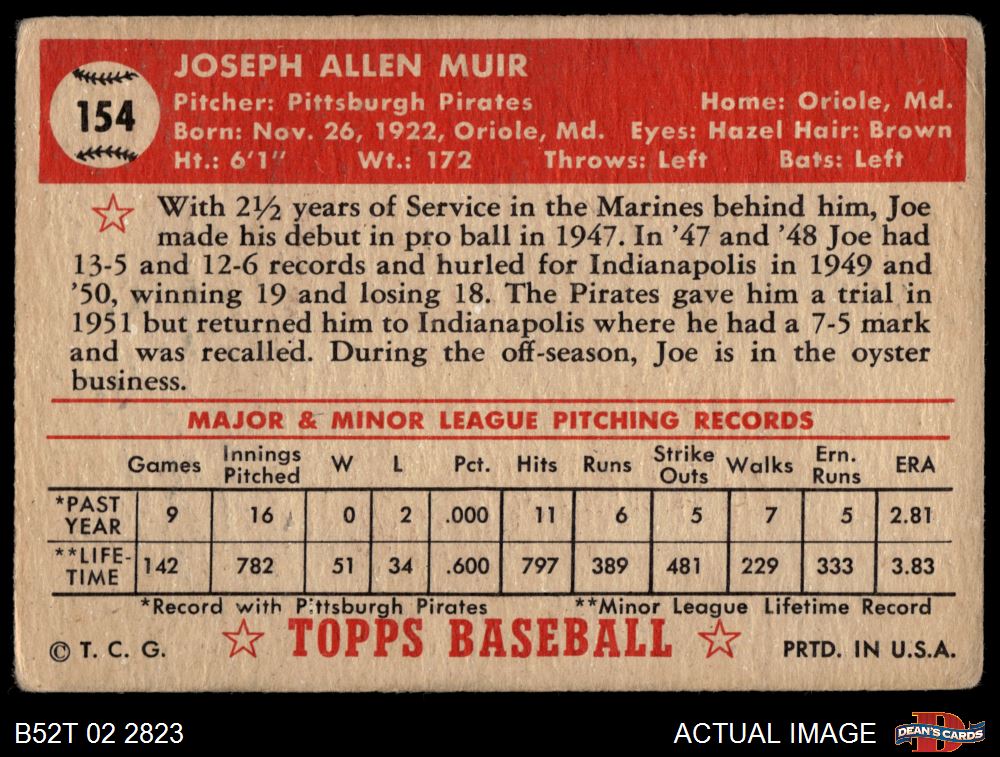 154
JOSEPH ALLEN MUIR
Pitcher: Pittsburgh Pirates Home: Oriole, Md.
Born: Nov. 26, 1922, Oriole, Md. Eyes: Hazel Hair: Brown
Ht.: 6'1" Wt.: 172 Throws: Left Bats: Left
With 2½ years of Service in the Marines behind him, Joe
made his debut in pro ball in 1947. In '47 and '48 Joe had
13-5 and 12-6 records and hurled for Indianapolis in 1949 and
'50, winning 19 and losing 18. The Pirates gave him a trial in
1951 but returned him to Indianapolis where he had a 7-5 mark
and was recalled. During the off-season, Joe is in the oyster
business.
MAJOR & MINOR LEAGUE PITCHING RECORDS
Games Innings Pitched W L Pct. Hits Runs Strike Outs Walks Ern. Runs ERA
*PAST YEAR 9 16 0 2 .000 11 6 5 7 5 2.81
**LIFE-TIME 142 782 51 34 .600 797 389 481 229 333 3.83
*Record with Pittsburgh Pirates **Minor League Lifetime Record
© T. C. G. TOPPS BASEBALL PRTD. IN U.S.A.
B52T 02 2823 ACTUAL IMAGE DEAN'S CARDS